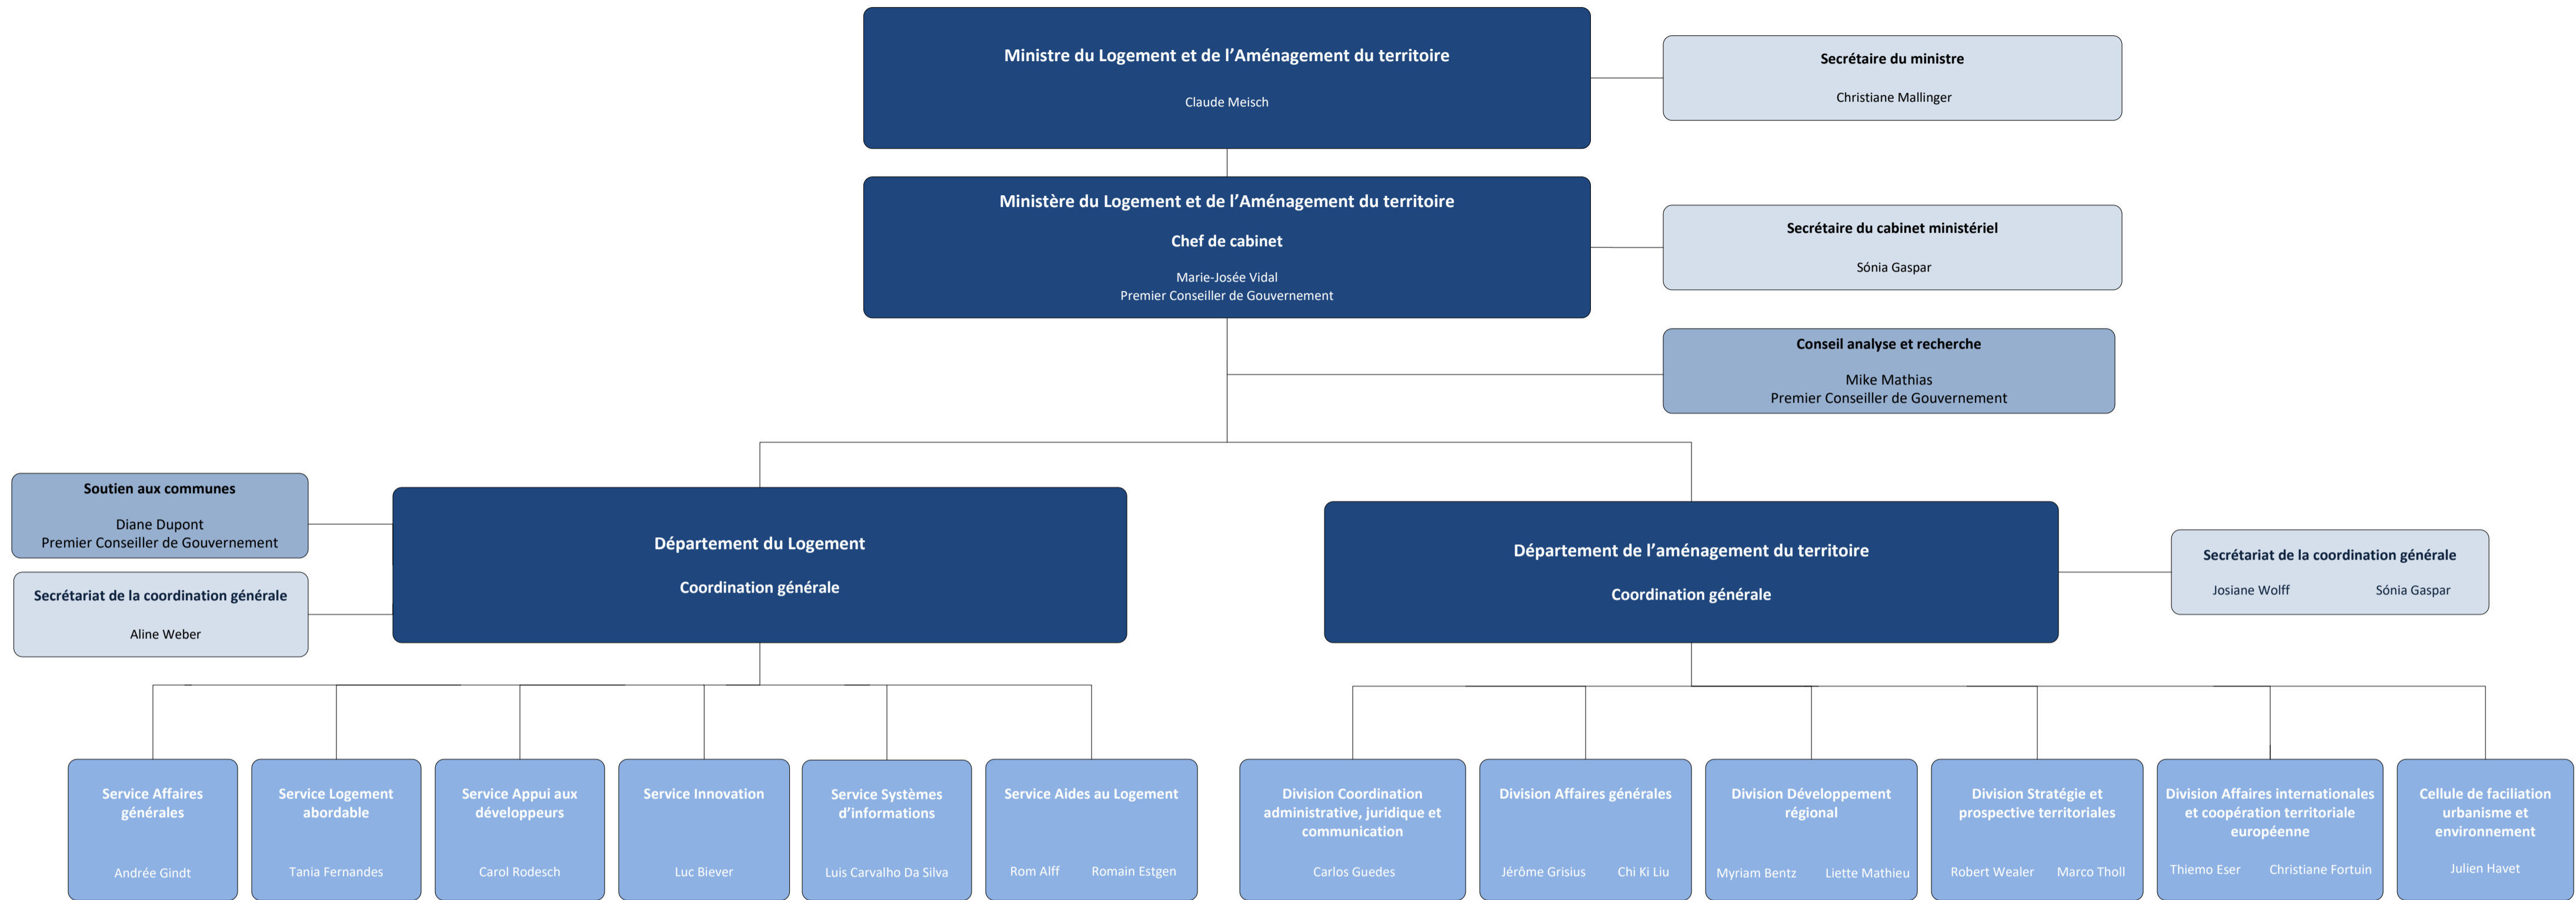 Ministre du Logement et de l’Aménagement du territoire
Claude Meisch
Secrétaire du ministre
Christiane Mallinger
Ministère du Logement et de l’Aménagement du territoire
Chef de cabinet
Marie-Josée Vidal
Premier Conseiller de Gouvernement
Secrétaire du cabinet ministériel
Sónia Gaspar
Conseil analyse et recherche
Mike Mathias
Premier Conseiller de Gouvernement
Soutien aux communes
Diane Dupont
Premier Conseiller de Gouvernement
Secrétariat de la coordination générale
Aline Weber
Département du Logement
Coordination générale
Département de l’aménagement du territoire
Coordination générale
Secrétariat de la coordination générale
Josiane Wolff Sónia Gaspar
Service Affaires
générales
Andrée Gindt
Service Logement
abordable
Tania Fernandes
Service Appui aux
développeurs
Carol Rodesch
Service Innovation
Luc Biever
Service Systèmes
d’informations
Luis Carvalho Da Silva
Service Aides au Logement
Rom Alff Romain Estgen
Division Coordination
administrative, juridique et
communication
Carlos Guedes
Division Affaires générales
Jérôme Grisius Chi Ki Liu
Division Développement
régional
Myriam Bentz Liette Mathieu
Division Stratégie et
prospective territoriales
Robert Wealer Marco Tholl
Division Affaires internationales
et coopération territoriale
européenne
Thiemo Eser Christiane Fortuin
Cellule de faciliation
urbanisme et
environnement
Julien Havet